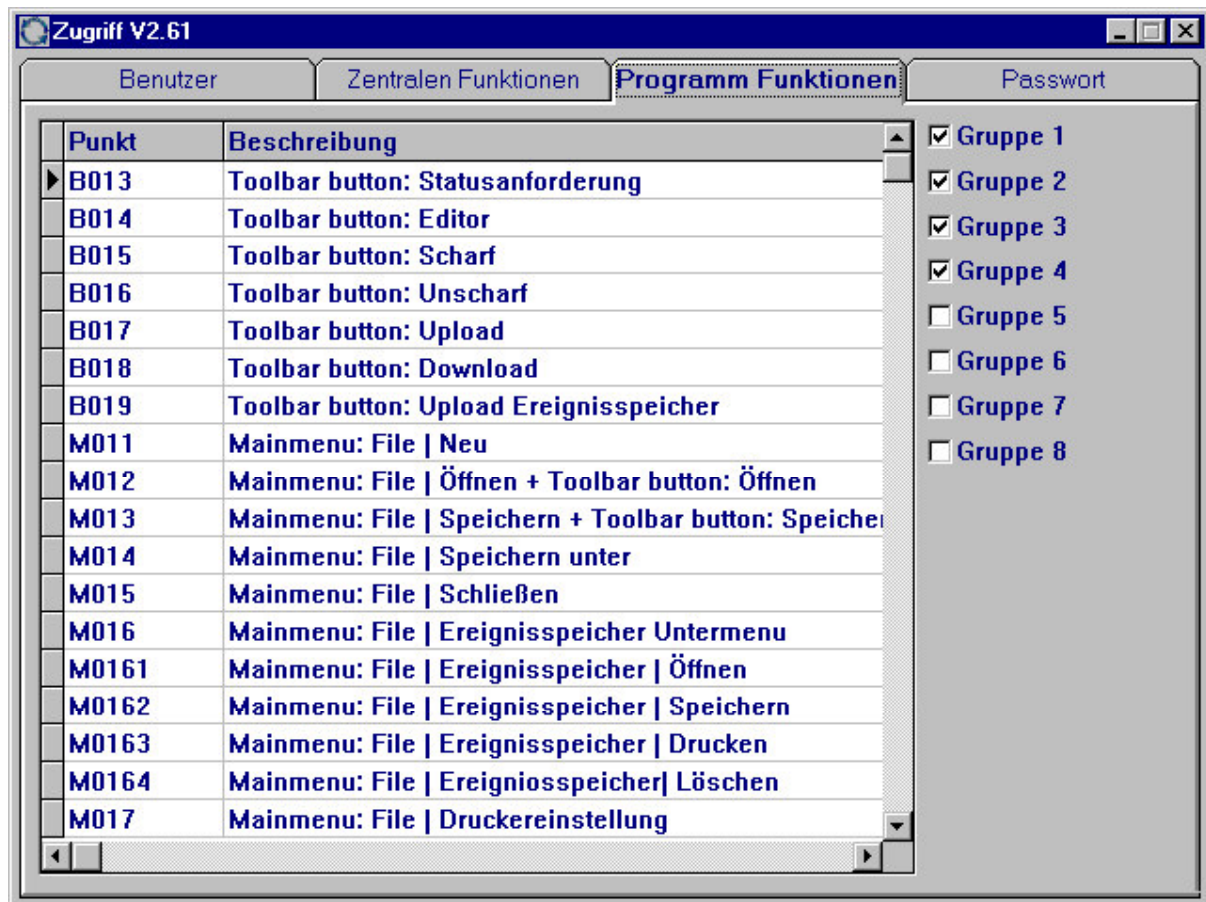 Zugriff V2.61
Benutzer Zentralen Funktionen Programm Funktionen Passwort
Punkt Beschreibung
B013 Toolbar button: Statusanforderung
B014 Toolbar button: Editor
B015 Toolbar button: Scharf
B016 Toolbar button: Unscharf
B017 Toolbar button: Upload
B018 Toolbar button: Download
B019 Toolbar button: Upload Ereignisspeicher
M011 Mainmenu: File | Neu
M012 Mainmenu: File | Öffnen + Toolbar button: Öffnen
M013 Mainmenu: File | Speichern + Toolbar button: Speicher
M014 Mainmenu: File | Speichern unter
M015 Mainmenu: File | Schließen
M016 Mainmenu: File | Ereignisspeicher Untermenu
M0161 Mainmenu: File | Ereignisspeicher | Öffnen
M0162 Mainmenu: File | Ereignisspeicher | Speichern
M0163 Mainmenu: File | Ereignisspeicher | Drucken
M0164 Mainmenu: File | Ereigniosspeicher| Löschen
M017 Mainmenu: File | Druckereinstellung
Gruppe 1
Gruppe 2
Gruppe 3
Gruppe 4
Gruppe 5
Gruppe 6
Gruppe 7
Gruppe 8